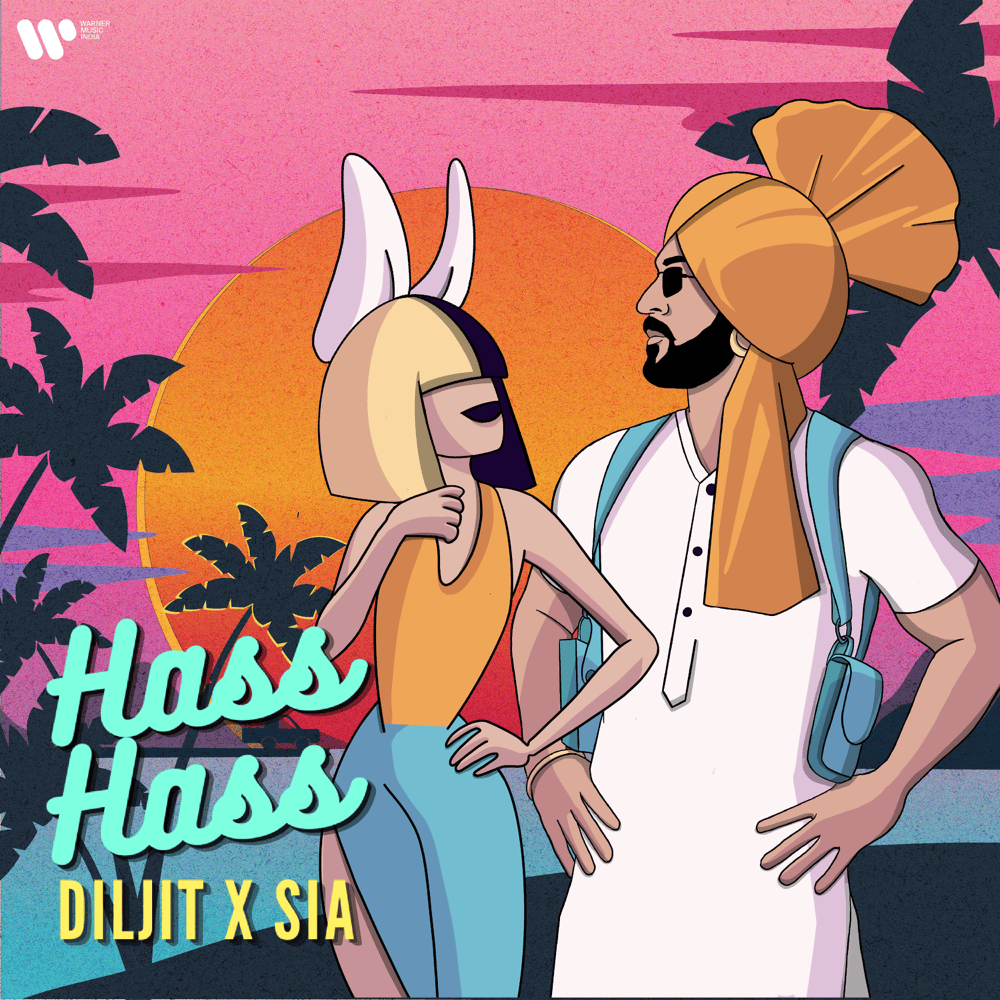 WARNER
MUSIC
INDIA
Hass
Hass
DILJIT X SIA